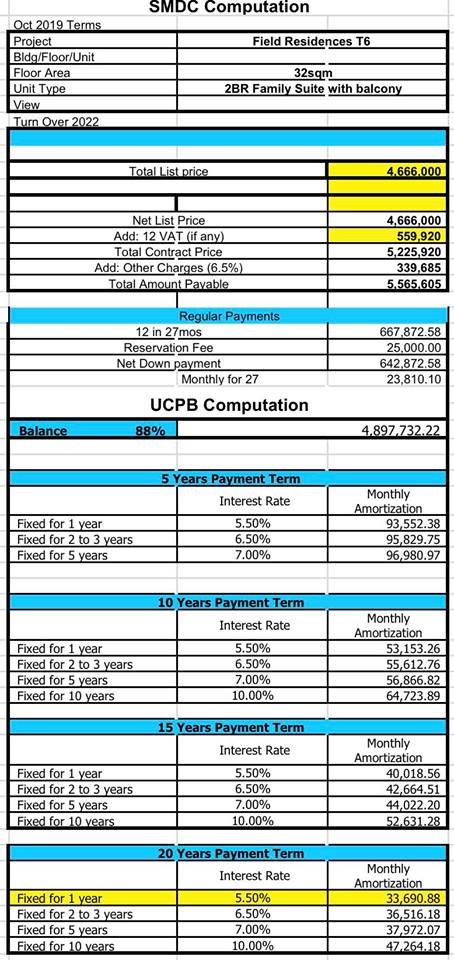 SMDC Computation
Oct 2019 Terms
Project Field Residences T6
Bldg/Floor/Unit
Floor Area 32sqm
Unit Type 2BR Family Suite with balcony
View
Turn Over 2022
Total List price 4,666,000
Net List Price 4,666,000
Add: 12 VAT (if any) 559,920
Total Contract Price 5,225,920
Add: Other Charges (6.5%) 339,685
Total Amount Payable 5,565,605
Regular Payments
12 in 27mos 667,872.58
Reservation Fee 25,000.00
Net Down payment 642,872.58
Monthly for 27 23,810.10
UCPB Computation
Balance 88% 4,897,732.22
5 Years Payment Term
Interest Rate Monthly Amortization
Fixed for 1 year 5.50% 93,552.38
Fixed for 2 to 3 years 6.50% 95,829.75
Fixed for 5 years 7.00% 96,980.97
10 Years Payment Term
Interest Rate Monthly Amortization
Fixed for 1 year 5.50% 53,153.26
Fixed for 2 to 3 years 6.50% 55,612.76
Fixed for 5 years 7.00% 56,866.82
Fixed for 10 years 10.00% 64,723.89
15 Years Payment Term
Interest Rate Monthly Amortization
Fixed for 1 year 5.50% 40,018.56
Fixed for 2 to 3 years 6.50% 42,664.51
Fixed for 5 years 7.00% 44,022.20
Fixed for 10 years 10.00% 52,631.28
20 Years Payment Term
Interest Rate Monthly Amortization
Fixed for 1 year 5.50% 33,690.88
Fixed for 2 to 3 years 6.50% 36,516.18
Fixed for 5 years 7.00% 37,972.07
Fixed for 10 years 10.00% 47,264.18